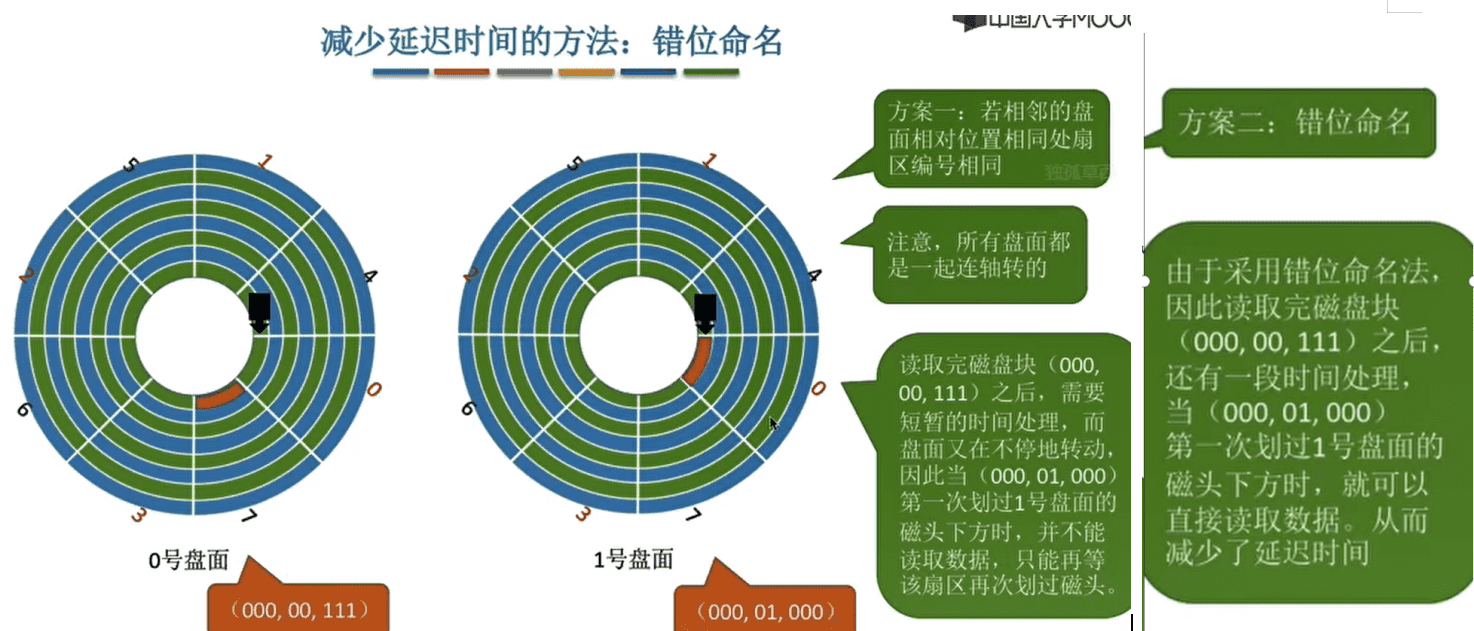 中国大学MOOC
减少延迟时间的方法：错位命名
5
1
2
4
6
0
3
7
0号盘面
（000, 00, 111）
5
1
2
4
6
0
3
7
1号盘面
（000, 01, 000）
方案一：若相邻的盘
面相对位置相同处扇
区编号相同
注意，所有盘面都
是一起连轴转的
读取完磁盘块（000,
00, 111）之后，需要
短暂的时间处理，而
盘面又在不停地转动，
因此当（000, 01, 000）
第一次划过1号盘面的
磁头下方时，并不能
读取数据，只能再等
该扇区再次划过磁头。
方案二：错位命名
由于采用错位命名法，
因此读取完磁盘块
（000, 00, 111）之后，
还有一段时间处理，
当（000, 01, 000）
第一次划过1号盘面的
磁头下方时，就可以
直接读取数据。从而
减少了延迟时间